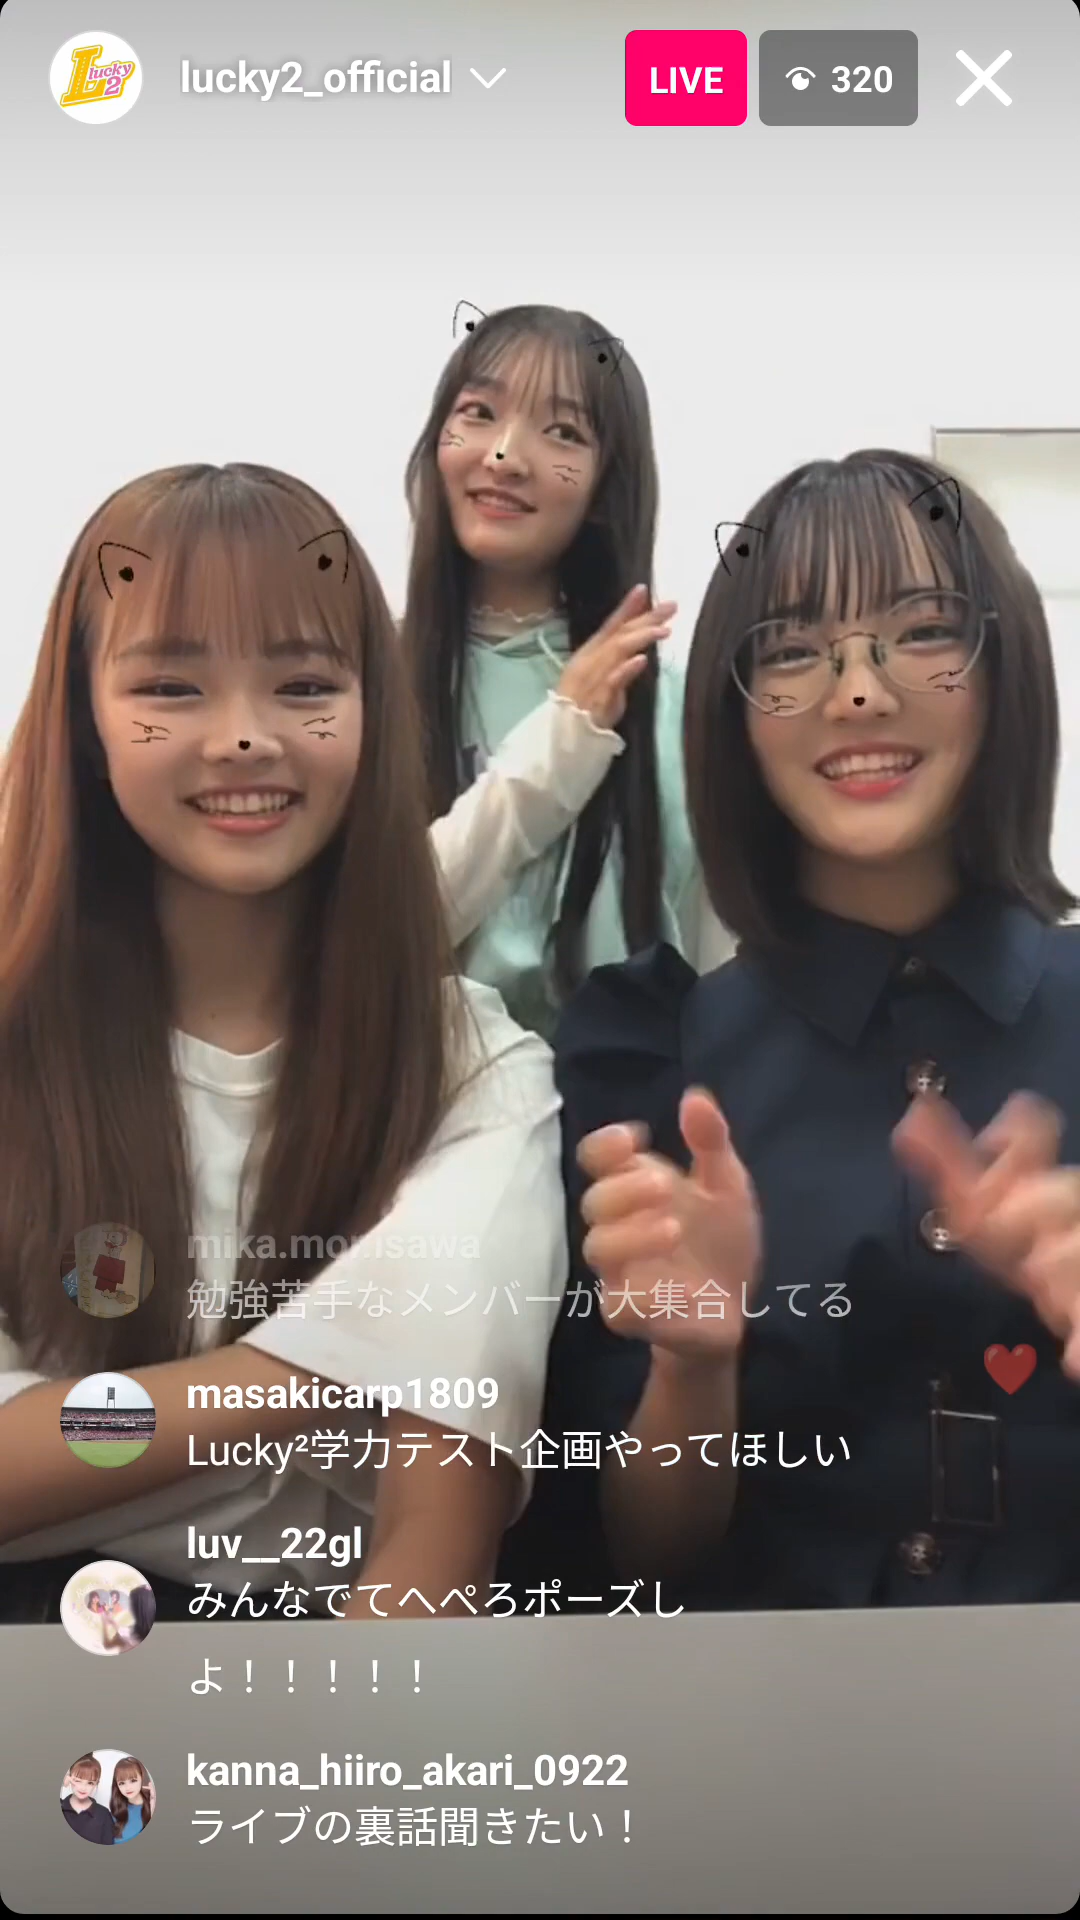 Lucky2
lucky2_official
LIVE
320
mika.morisawa
勉強苦手なメンバーが大集合してる
masakicarp1809
Lucky²学力テスト企画やってほしい
luv__22gl
みんなでてへぺろポーズし
よ！！！！！
kanna_hiiro_akari_0922
ライブの裏話聞きたい！